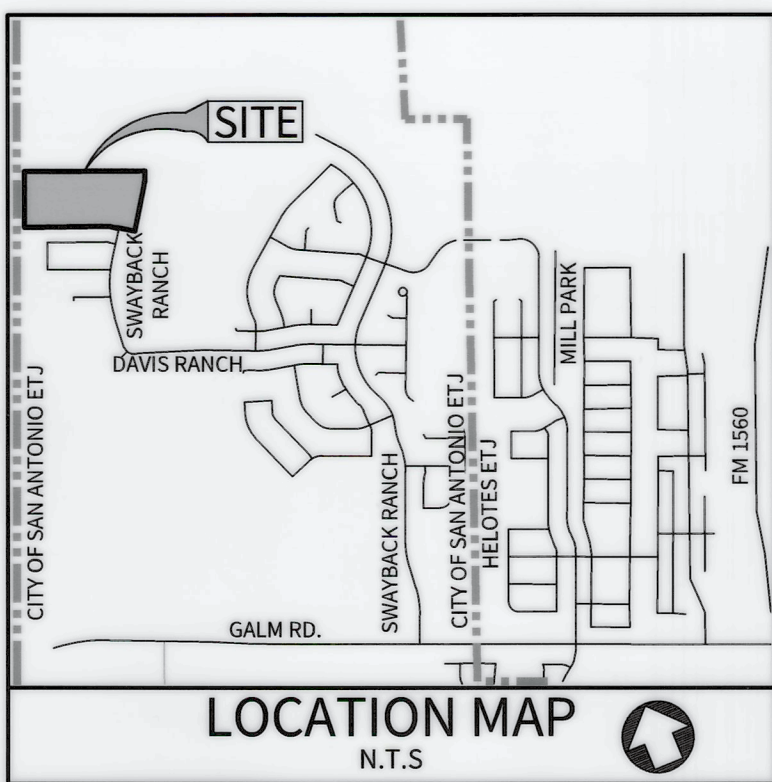 SITE
SWAYBACK
RANCH
DAVIS RANCH
MILL PARK
CITY OF SAN ANTONIO ETJ
SWAYBACK RANCH
CITY OF SAN ANTONIO ETJ
HELOTES ETJ
FM 1560
GALM RD.
LOCATION MAP
N.T.S